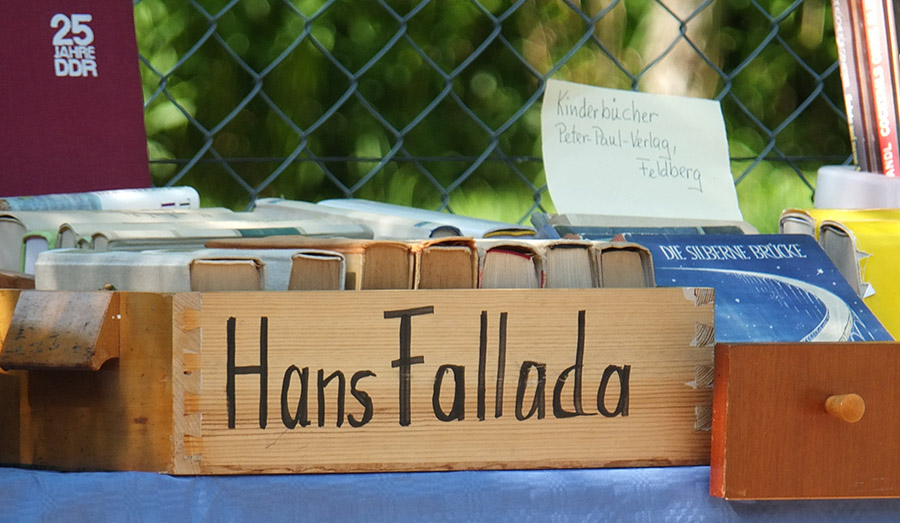 25
JAHRE
DDR
Kinderbücher
Peter-Paul-Verlag,
Feldberg
DIE SILBERNE BRÜCKE
Hans Fallada